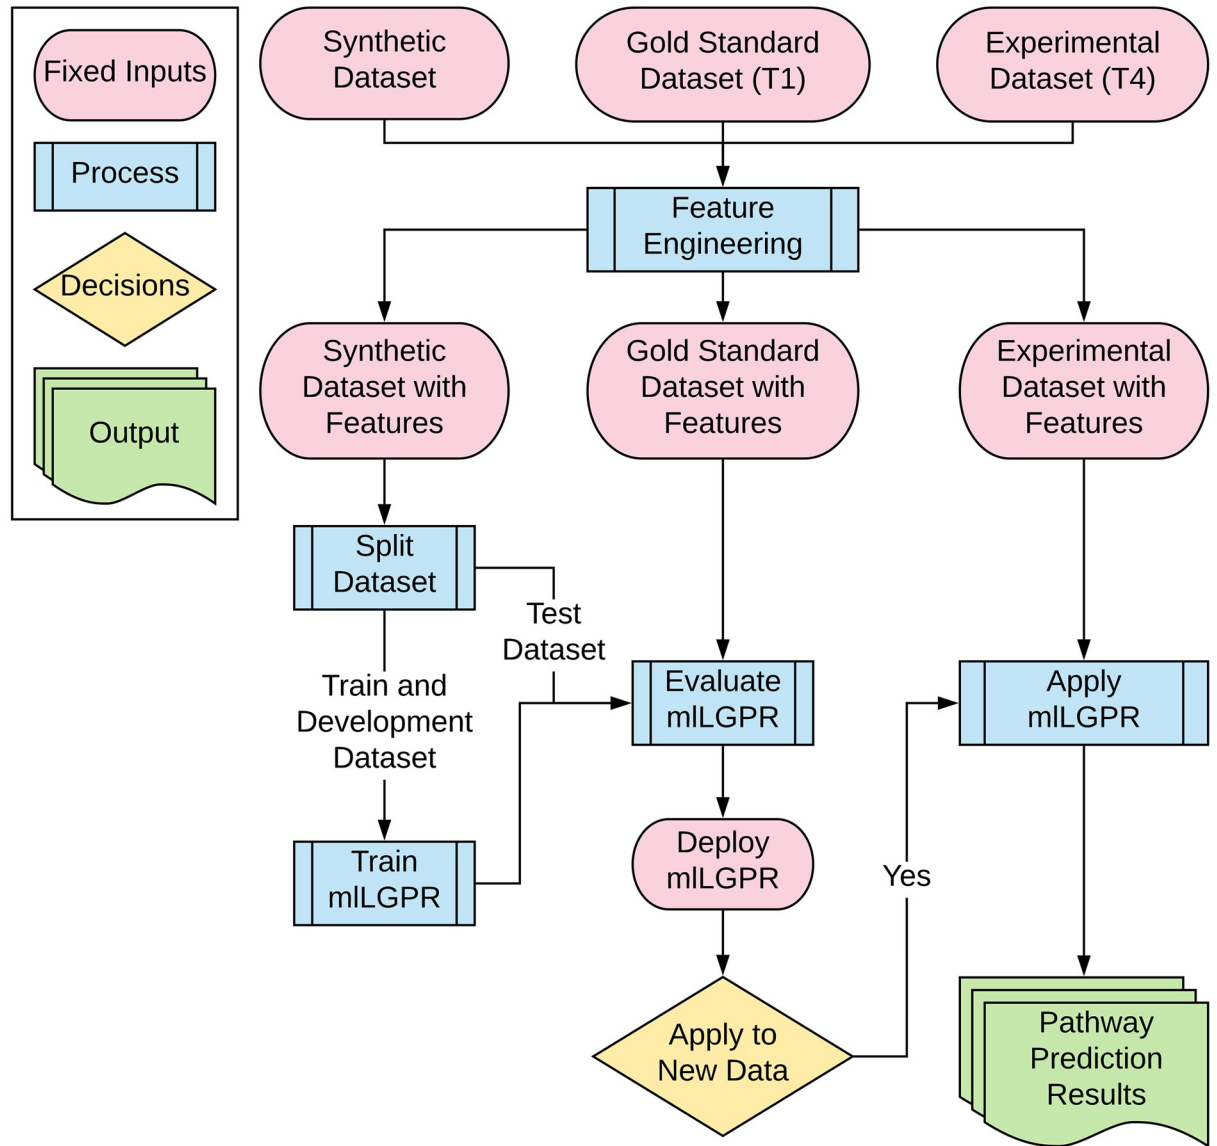 Fixed Inputs
Process
Decisions
Output
Synthetic
Dataset
Gold Standard
Dataset (T1)
Experimental
Dataset (T4)
Feature
Engineering
Synthetic
Dataset with
Features
Gold Standard
Dataset with
Features
Experimental
Dataset with
Features
Split
Dataset
Test
Dataset
Train and
Development
Dataset
Train
mlLGPR
Evaluate
mlLGPR
Apply
mlLGPR
Deploy
mlLGPR
Yes
Apply to
New Data
Pathway
Prediction
Results